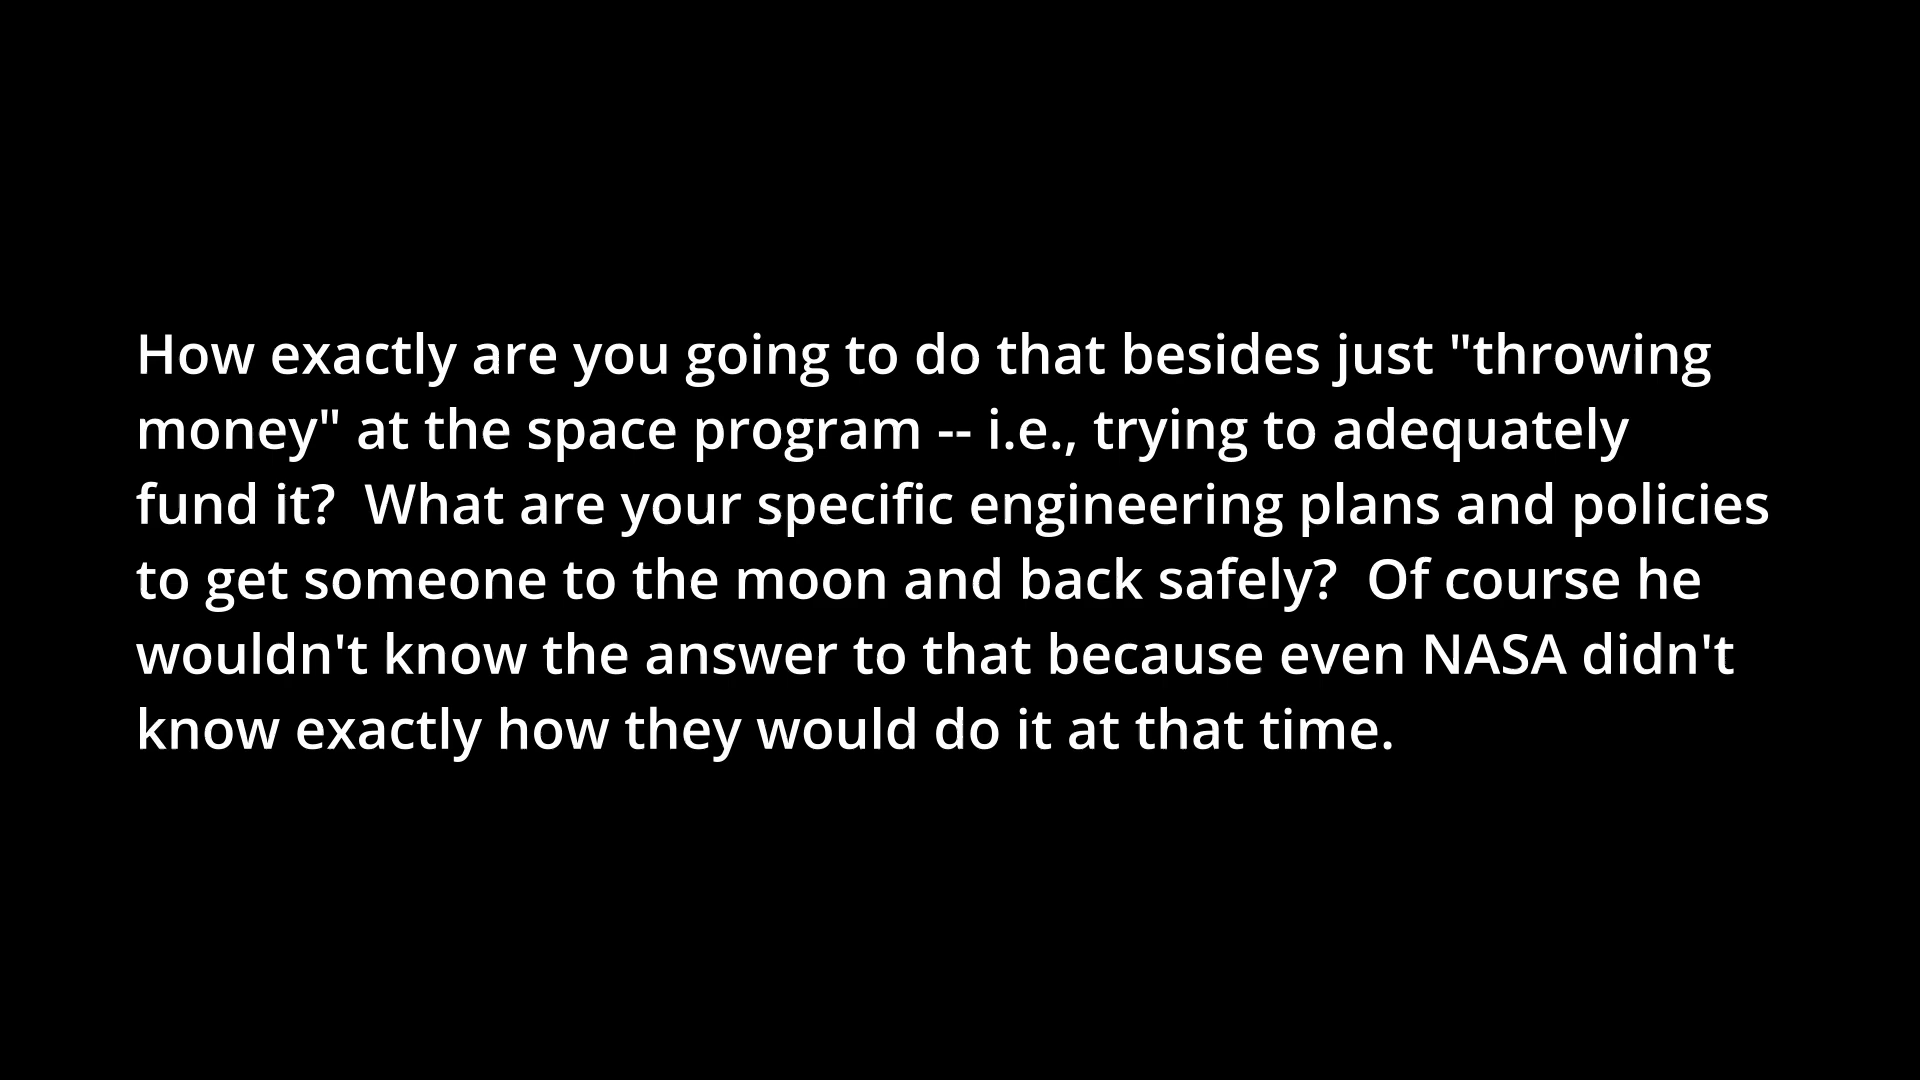 How exactly are you going to do that besides just "throwing
money" at the space program -- i.e., trying to adequately
fund it?  What are your specific engineering plans and policies
to get someone to the moon and back safely?  Of course he
wouldn't know the answer to that because even NASA didn't
know exactly how they would do it at that time.